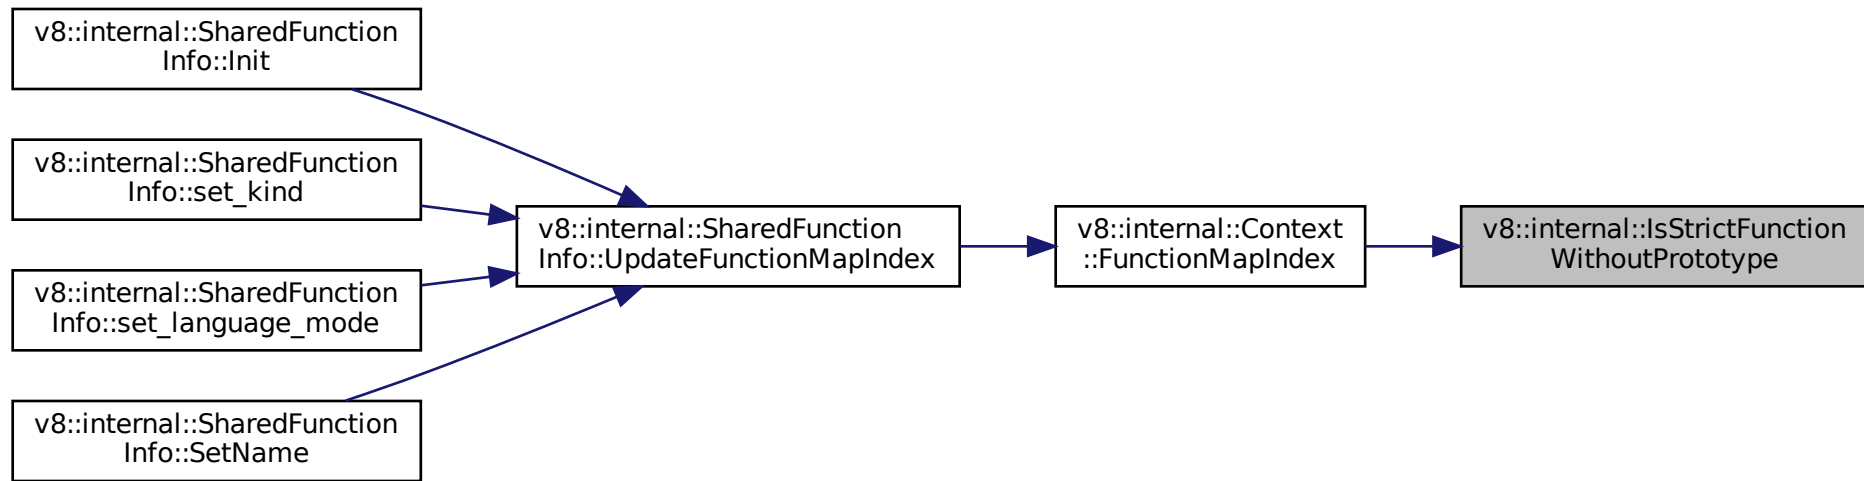 v8::internal::SharedFunction
Info::Init
v8::internal::SharedFunction
Info::set_kind
v8::internal::SharedFunction
Info::set_language_mode
v8::internal::SharedFunction
Info::SetName
v8::internal::SharedFunction
Info::UpdateFunctionMapIndex
v8::internal::Context
::FunctionMapIndex
v8::internal::IsStrictFunction
WithoutPrototype